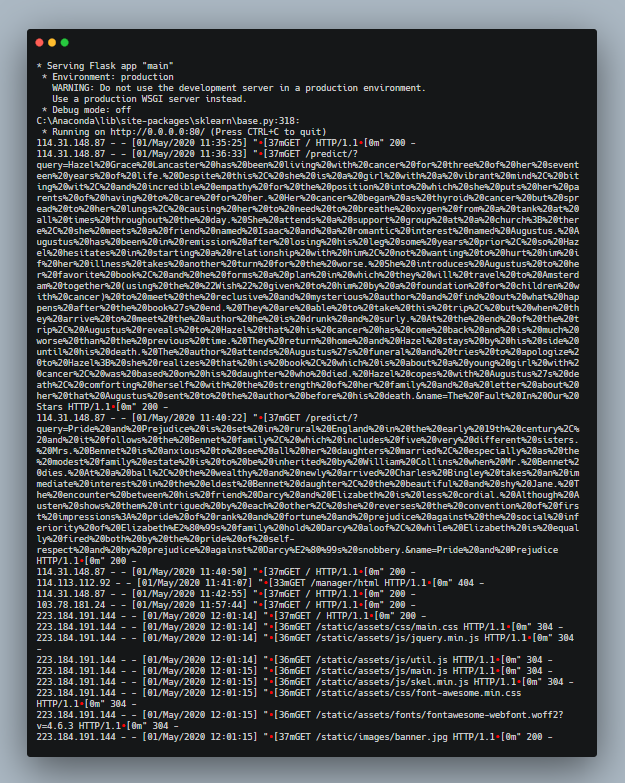 * Serving Flask app "main"
* Environment: production
WARNING: Do not use the development server in a production environment.
Use a production WSGI server instead.
* Debug mode: off
C:\Anaconda\lib\site-packages\sklearn\base.py:318:
* Running on http://0.0.0.0:80/ (Press CTRL+C to quit)
114.31.148.87 - - [01/May/2020 11:35:25] "•[37mGET / HTTP/1.1•[0m" 200 -
114.31.148.87 - - [01/May/2020 11:36:33] "•[37mGET /predict/?
query=Hazel%20Grace%20Lancaster%20has%20been%20living%20with%20cancer%20for%20three%20of%20her%20sevent
een%20years%20of%20life.%20Despite%20this%2C%20she%20is%20a%20girl%20with%20a%20vibrant%20mind%2C%20bit
ing%20wit%2C%20and%20incredible%20empathy%20for%20the%20position%20into%20which%20she%20puts%20her%20pa
rents%20of%20having%20to%20care%20for%20her.%20Her%20cancer%20began%20as%20thyroid%20cancer%20but%20spr
ead%20to%20her%20lungs%2C%20causing%20her%20to%20need%20to%20breathe%20oxygen%20from%20a%20tank%20at%20
all%20times%20throughout%20the%20day.%20She%20attends%20a%20support%20group%20at%20a%20church%3B%20ther
e%2C%20she%20meets%20a%20friend%20named%20Isaac%20and%20a%20romantic%20interest%20named%20Augustus.%20A
ugustus%20has%20been%20in%20remission%20after%20losing%20his%20leg%20some%20years%20prior%2C%20so%20Haz
el%20hesitates%20in%20starting%20a%20relationship%20with%20him%2C%20not%20wanting%20to%20hurt%20him%20i
f%20her%20illness%20takes%20another%20turn%20for%20the%20worse.%20She%20introduces%20Augustus%20to%20he
r%20favorite%20book%2C%20and%20he%20forms%20a%20plan%20in%20which%20they%20will%20travel%20to%20Amsterd
am%20together%20(using%20the%20%22Wish%22%20given%20to%20him%20by%20a%20foundation%20for%20children%20w
ith%20cancer)%20to%20meet%20the%20reclusive%20and%20mysterious%20author%20and%20find%20out%20what%20hap
pens%20after%20the%20book%27s%20end.%20They%20are%20able%20to%20take%20this%20trip%2C%20but%20when%20th
ey%20arrive%20to%20meet%20the%20author%20he%20is%20drunk%20and%20surly.%20At%20the%20end%20of%20the%20t
rip%2C%20Augustus%20reveals%20to%20Hazel%20that%20his%20cancer%20has%20come%20back%20and%20is%20much%20
worse%20than%20the%20previous%20time.%20They%20return%20home%20and%20Hazel%20stays%20by%20his%20side%20
until%20his%20death.%20The%20author%20attends%20Augustus%27s%20funeral%20and%20tries%20to%20apologize%2
0to%20Hazel%3B%20she%20realizes%20that%20his%20book%2C%20which%20is%20about%20a%20young%20girl%20with%2
0cancer%2C%20was%20based%20on%20his%20daughter%20who%20died.%20Hazel%20copes%20with%20Augustus%27s%20de
ath%2C%20comforting%20herself%20with%20the%20strength%20of%20her%20family%20and%20a%20letter%20about%20
her%20that%20Augustus%20sent%20to%20the%20author%20before%20his%20death.&name=The%20Fault%20In%20Our%20
Stars HTTP/1.1•[0m" 200 -
114.31.148.87 - - [01/May/2020 11:40:22] "•[37mGET /predict/?
query=Pride%20and%20Prejudice%20is%20set%20in%20rural%20England%20in%20the%20early%2019th%20century%2C%
20and%20it%20follows%20the%20Bennet%20family%2C%20which%20includes%20five%20very%20different%20sisters.
%20Mrs.%20Bennet%20is%20anxious%20to%20see%20all%20her%20daughters%20married%2C%20especially%20as%20the
%20modest%20family%20estate%20is%20to%20be%20inherited%20by%20William%20Collins%20when%20Mr.%20Bennet%2
0dies.%20At%20a%20ball%2C%20the%20wealthy%20and%20newly%20arrived%20Charles%20Bingley%20takes%20an%20im
mediate%20interest%20in%20the%20eldest%20Bennet%20daughter%2C%20the%20beautiful%20and%20shy%20Jane.%20T
he%20encounter%20between%20his%20friend%20Darcy%20and%20Elizabeth%20is%20less%20cordial.%20Although%20A
usten%20shows%20them%20intrigued%20by%20each%20other%2C%20she%20reverses%20the%20convention%20of%20firs
t%20impressions%3A%20pride%20of%20rank%20and%20fortune%20and%20prejudice%20against%20the%20social%20inf
eriority%20of%20Elizabeth%E2%80%99s%20family%20hold%20Darcy%20aloof%2C%20while%20Elizabeth%20is%20equal
ly%20fired%20both%20by%20the%20pride%20of%20self-
respect%20and%20by%20prejudice%20against%20Darcy%E2%80%99s%20snobbery.&name=Pride%20and%20Prejudice
HTTP/1.1•[0m" 200 -
114.31.148.87 - - [01/May/2020 11:40:50] "•[37mGET / HTTP/1.1•[0m" 200 -
114.113.112.92 - - [01/May/2020 11:41:07] "•[33mGET /manager/html HTTP/1.1•[0m" 404 -
114.31.148.87 - - [01/May/2020 11:42:55] "•[37mGET / HTTP/1.1•[0m" 200 -
103.78.181.24 - - [01/May/2020 11:57:44] "•[37mGET / HTTP/1.1•[0m" 200 -
223.184.191.144 - - [01/May/2020 12:01:14] "•[37mGET / HTTP/1.1•[0m" 200 -
223.184.191.144 - - [01/May/2020 12:01:14] "•[36mGET /static/assets/css/main.css HTTP/1.1•[0m" 304 -
223.184.191.144 - - [01/May/2020 12:01:14] "•[36mGET /static/assets/js/jquery.min.js HTTP/1.1•[0m" 304
-
223.184.191.144 - - [01/May/2020 12:01:14] "•[36mGET /static/assets/js/util.js HTTP/1.1•[0m" 304 -
223.184.191.144 - - [01/May/2020 12:01:15] "•[36mGET /static/assets/js/main.js HTTP/1.1•[0m" 304 -
223.184.191.144 - - [01/May/2020 12:01:15] "•[36mGET /static/assets/js/skel.min.js HTTP/1.1•[0m" 304 -
223.184.191.144 - - [01/May/2020 12:01:15] "•[36mGET /static/assets/css/font-awesome.min.css
HTTP/1.1•[0m" 304 -
223.184.191.144 - - [01/May/2020 12:01:15] "•[36mGET /static/assets/fonts/fontawesome-webfont.woff2?
v=4.6.3 HTTP/1.1•[0m" 304 -
223.184.191.144 - - [01/May/2020 12:01:15] "•[37mGET /static/images/banner.jpg HTTP/1.1•[0m" 200 -